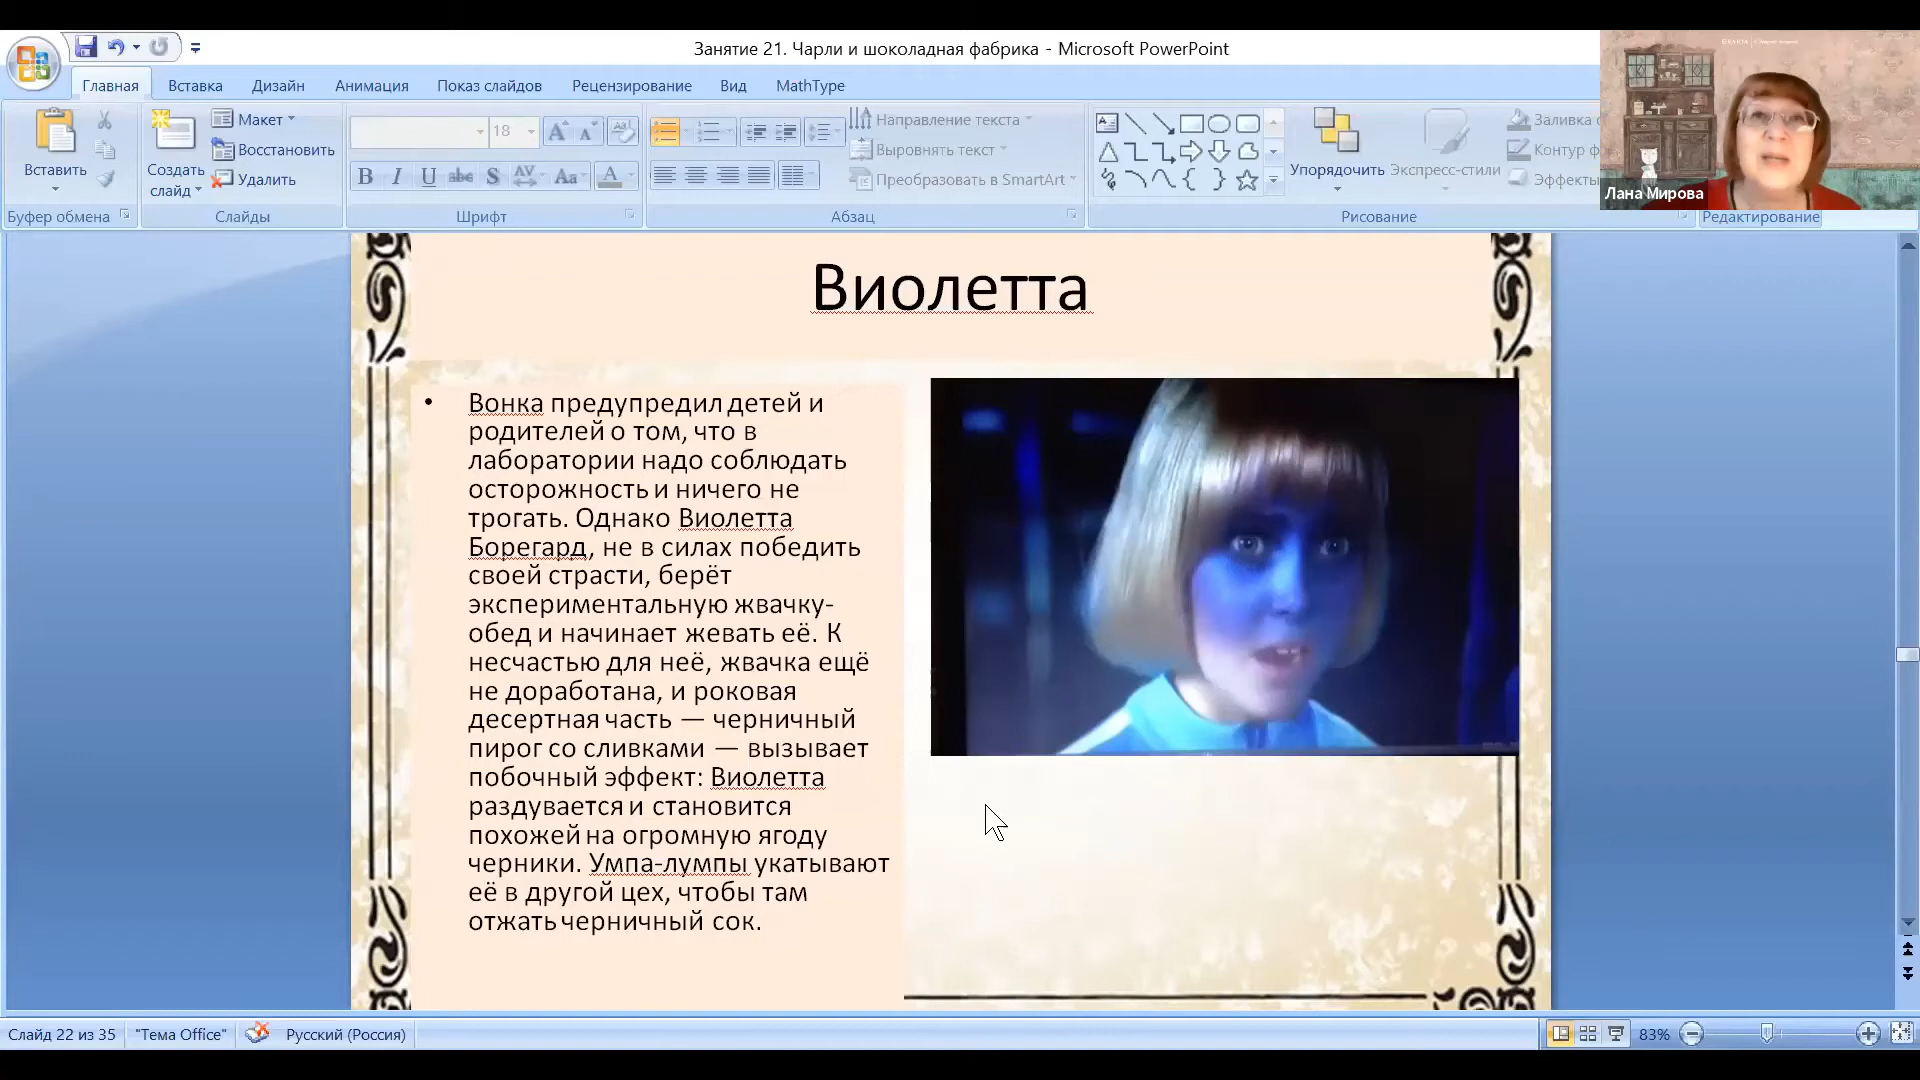 Занятие 21. Чарли и шоколадная фабрика - Microsoft PowerPoint
Главная Вставка Дизайн Анимация Показ слайдов Рецензирование Вид MathType
Вставить
Буфер обмена
Создать слайд
Макет
Восстановить
Удалить
Слайды
18
Шрифт
Абзац
Направление текста
Выровнять текст
Преобразовать в SmartArt
Упорядочить
Экспресс-стили
Заливка
Контур ф
Эффекты
Рисование
Редактирование
Лана Мирова
Виолетта
• Вонка предупредил детей и
родителей о том, что в
лаборатории надо соблюдать
осторожность и ничего не
трогать. Однако Виолетта
Борегард, не в силах победить
своей страсти, берёт
экспериментальную жвачку-
обед и начинает жевать её. К
несчастью для неё, жвачка ещё
не доработана, и роковая
десертная часть — черничный
пирог со сливками — вызывает
побочный эффект: Виолетта
раздувается и становится
похожей на огромную ягоду
черники. Умпа-лумпы укатывают
её в другой цех, чтобы там
отжать черничный сок.
Слайд 22 из 35 "Тема Office" Русский (Россия) 83%